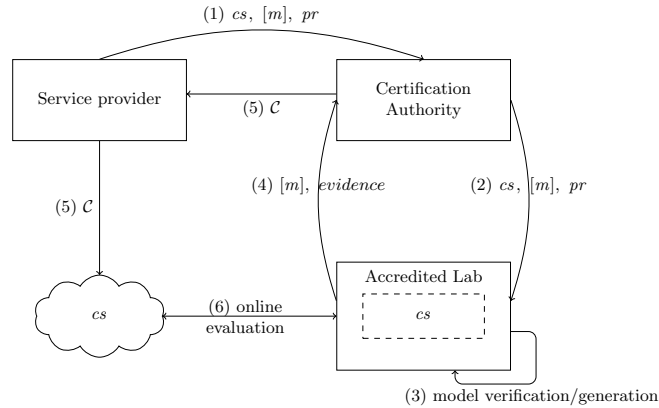 (1) cs, [m], pr
Service provider
Certification
Authority
(5) 𝒞
(4) [m], evidence
(2) cs, [m], pr
(5) 𝒞
Accredited Lab
cs
cs
(6) online
evaluation
(3) model verification/generation